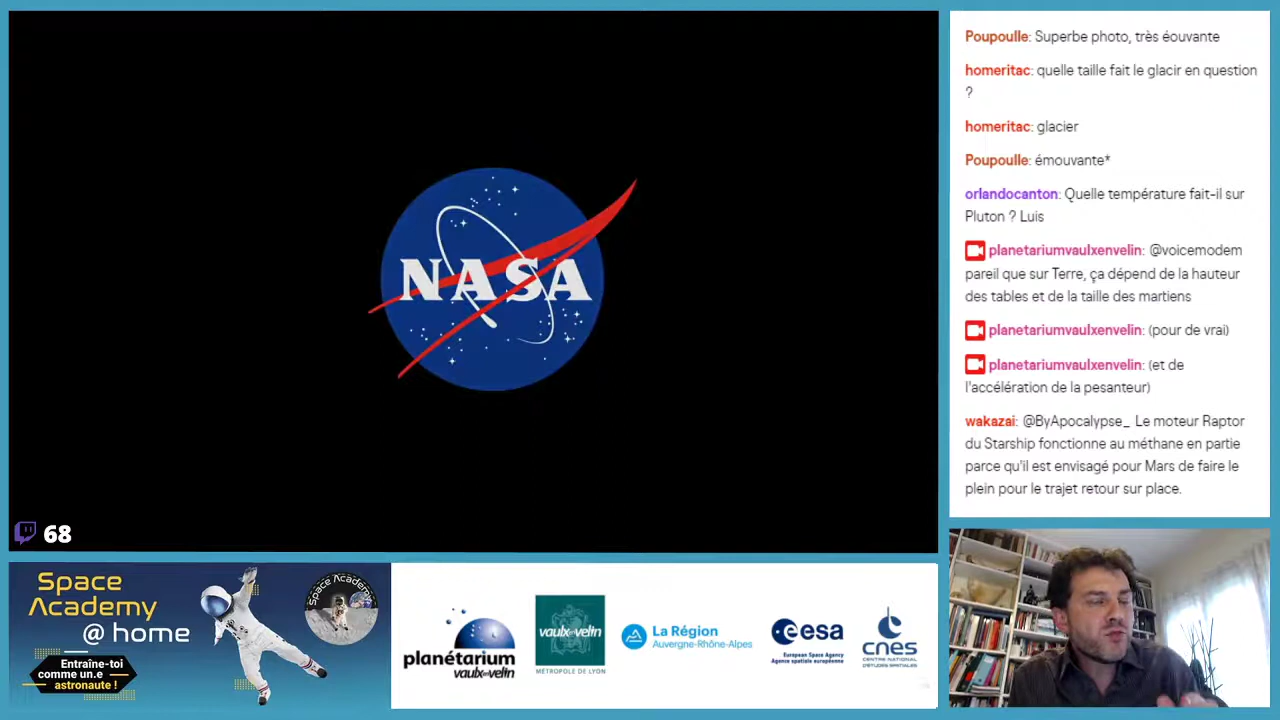 NASA
68
Poupoulle: Superbe photo, très éouvante
homeritac: quelle taille fait le glacir en question
?
homeritac: glacier
Poupoulle: émouvante*
orlandocanton: Quelle température fait-il sur
Pluton ? Luis
planetariumvaulxenvelin: @voicemodem
pareil que sur Terre, ça dépend de la hauteur
des tables et de la taille des martiens
planetariumvaulxenvelin: (pour de vrai)
planetariumvaulxenvelin: (et de
l'accélération de la pesanteur)
wakazai: @ByApocalypse_ Le moteur Raptor
du Starship fonctionne au méthane en partie
parce qu'il est envisagé pour Mars de faire le
plein pour le trajet retour sur place.
Space
Academy
@ home
Entraîne-toi
comme un.e
astronaute !
Space Academy
planétarium
vaulx en velin
vaulx-en-velin
MÉTROPOLE DE LYON
La Région
Auvergne-Rhône-Alpes
esa
European Space Agency
Agence spatiale européenne
cnes
CENTRE NATIONAL
D'ÉTUDES SPATIALES